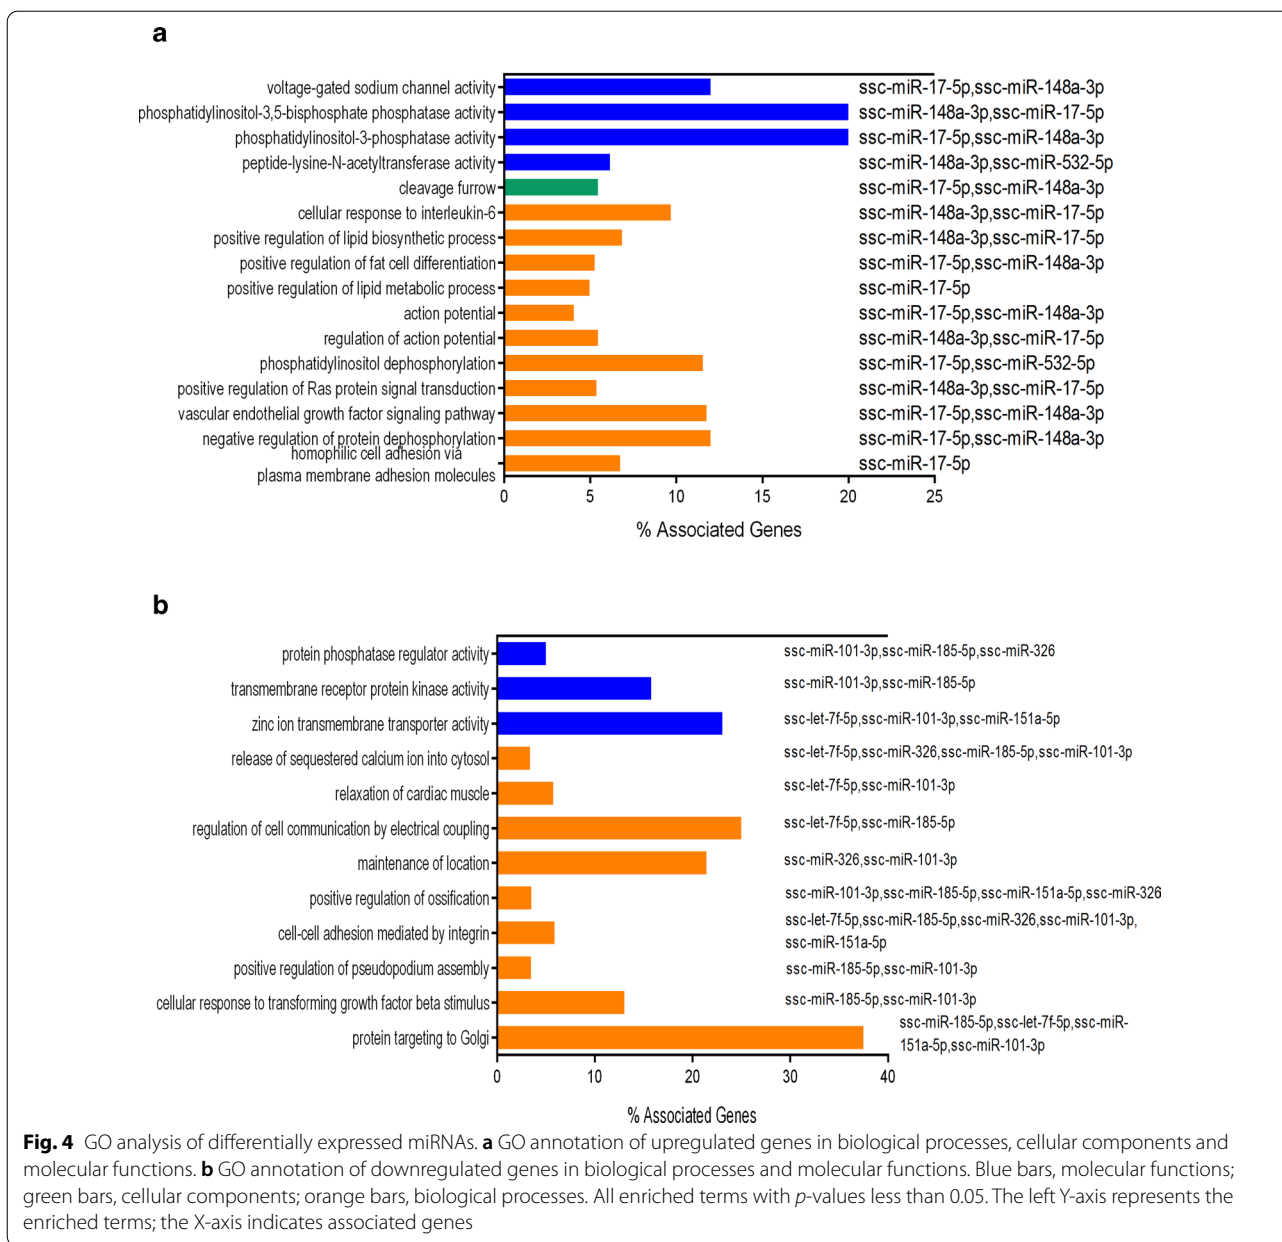 a
voltage-gated sodium channel activity ssc-miR-17-5p,ssc-miR-148a-3p
phosphatidylinositol-3,5-bisphosphate phosphatase activity ssc-miR-148a-3p,ssc-miR-17-5p
phosphatidylinositol-3-phosphatase activity ssc-miR-17-5p,ssc-miR-148a-3p
peptide-lysine-N-acetyltransferase activity ssc-miR-148a-3p,ssc-miR-532-5p
cleavage furrow ssc-miR-17-5p,ssc-miR-148a-3p
cellular response to interleukin-6 ssc-miR-148a-3p,ssc-miR-17-5p
positive regulation of lipid biosynthetic process ssc-miR-148a-3p,ssc-miR-17-5p
positive regulation of fat cell differentiation ssc-miR-17-5p,ssc-miR-148a-3p
positive regulation of lipid metabolic process ssc-miR-17-5p
action potential ssc-miR-17-5p,ssc-miR-148a-3p
regulation of action potential ssc-miR-148a-3p,ssc-miR-17-5p
phosphatidylinositol dephosphorylation ssc-miR-17-5p,ssc-miR-532-5p
positive regulation of Ras protein signal transduction ssc-miR-148a-3p,ssc-miR-17-5p
vascular endothelial growth factor signaling pathway ssc-miR-17-5p,ssc-miR-148a-3p
negative regulation of protein dephosphorylation ssc-miR-17-5p,ssc-miR-148a-3p
homophilic cell adhesion via
plasma membrane adhesion molecules ssc-miR-17-5p
0 5 10 15 20 25
% Associated Genes
b
protein phosphatase regulator activity ssc-miR-101-3p,ssc-miR-185-5p,ssc-miR-326
transmembrane receptor protein kinase activity ssc-miR-101-3p,ssc-miR-185-5p
zinc ion transmembrane transporter activity ssc-let-7f-5p,ssc-miR-101-3p,ssc-miR-151a-5p
release of sequestered calcium ion into cytosol ssc-let-7f-5p,ssc-miR-326,ssc-miR-185-5p,ssc-miR-101-3p
relaxation of cardiac muscle ssc-let-7f-5p,ssc-miR-101-3p
regulation of cell communication by electrical coupling ssc-let-7f-5p,ssc-miR-185-5p
maintenance of location ssc-miR-326,ssc-miR-101-3p
positive regulation of ossification ssc-miR-101-3p,ssc-miR-185-5p,ssc-miR-151a-5p,ssc-miR-326
cell-cell adhesion mediated by integrin ssc-let-7f-5p,ssc-miR-185-5p,ssc-miR-326,ssc-miR-101-3p,
ssc-miR-151a-5p
positive regulation of pseudopodium assembly ssc-miR-185-5p,ssc-miR-101-3p
cellular response to transforming growth factor beta stimulus ssc-miR-185-5p,ssc-miR-101-3p
protein targeting to Golgi ssc-miR-185-5p,ssc-let-7f-5p,ssc-miR-
151a-5p,ssc-miR-101-3p
0 10 20 30 40
% Associated Genes
Fig. 4 GO analysis of differentially expressed miRNAs. a GO annotation of upregulated genes in biological processes, cellular components and
molecular functions. b GO annotation of downregulated genes in biological processes and molecular functions. Blue bars, molecular functions;
green bars, cellular components; orange bars, biological processes. All enriched terms with p-values less than 0.05. The left Y-axis represents the
enriched terms; the X-axis indicates associated genes